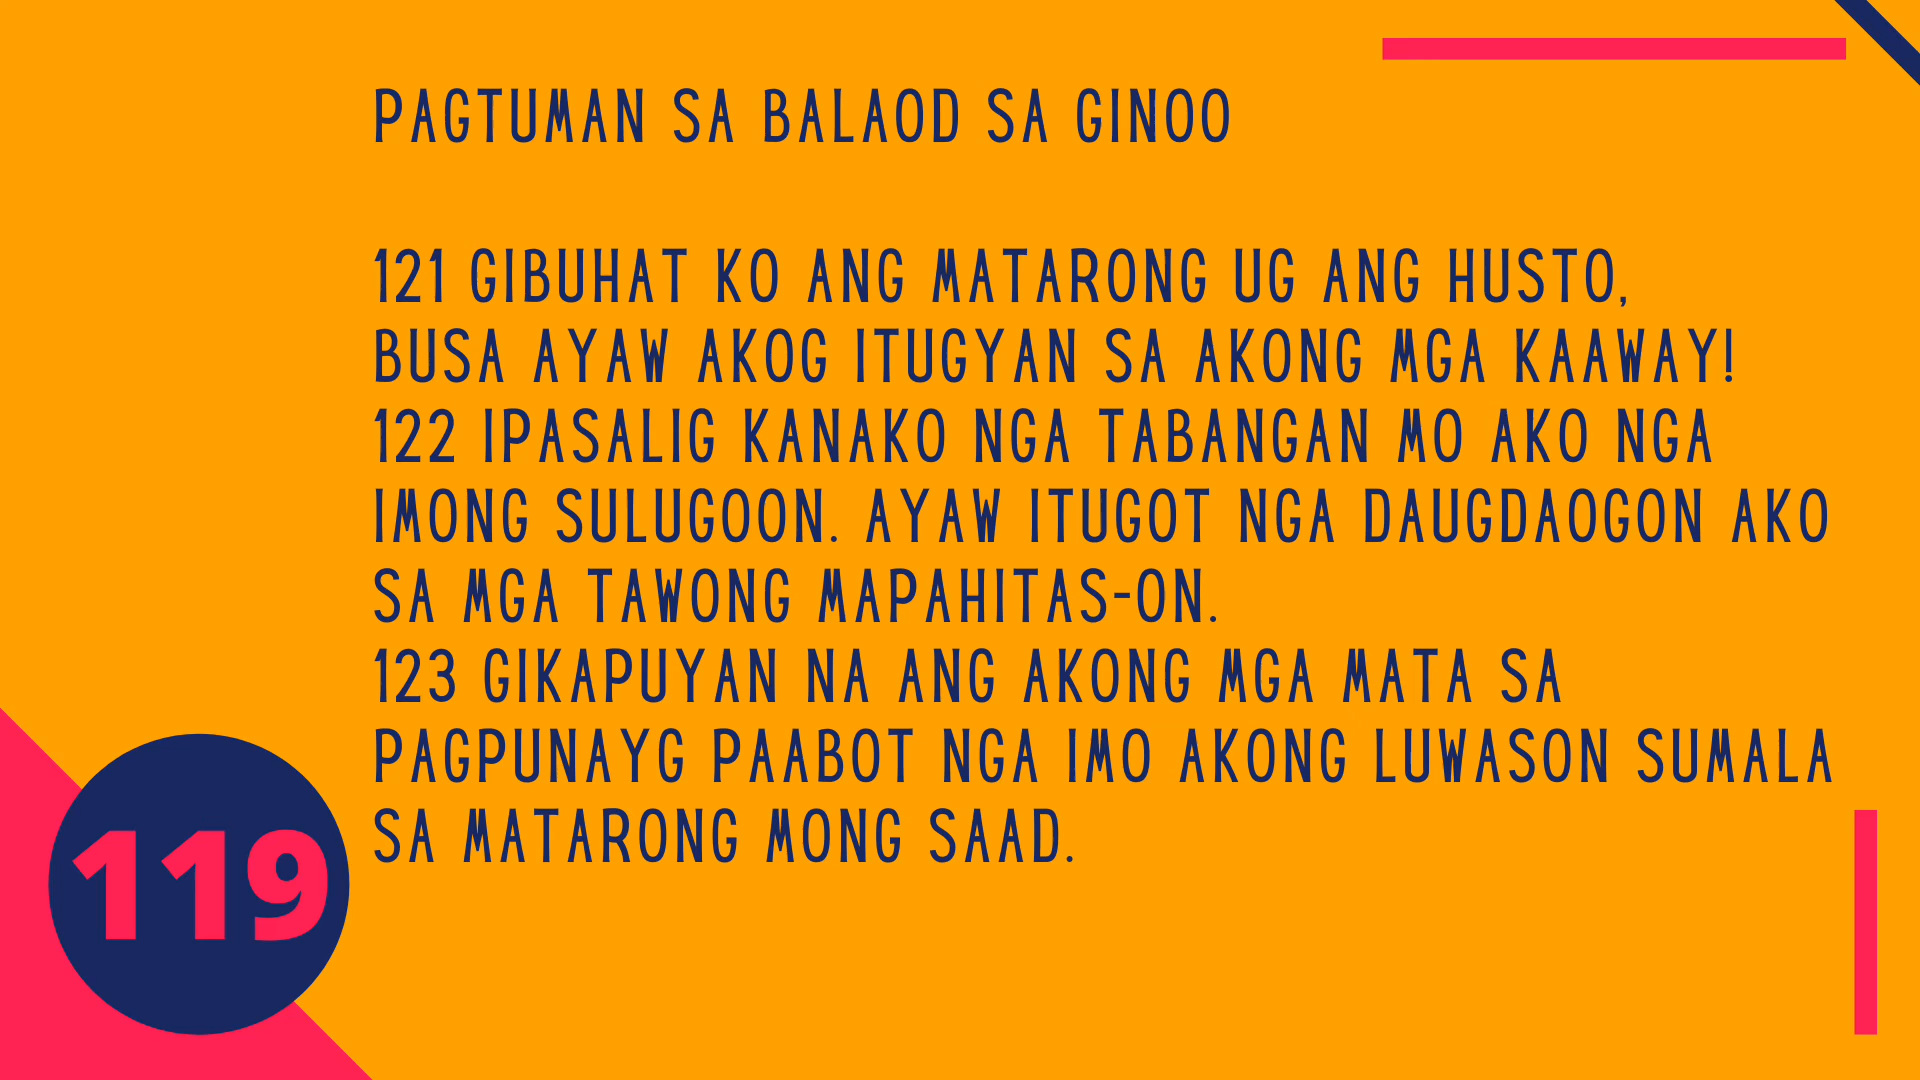 PAGTUMAN SA BALAOD SA GINOO
121 GIBUHAT KO ANG MATARONG UG ANG HUSTO,
BUSA AYAW AKOG ITUGYAN SA AKONG MGA KAAWAY!
122 IPASALIG KANAKO NGA TABANGAN MO AKO NGA
IMONG SULUGOON. AYAW ITUGOT NGA DAUGDAOGON AKO
SA MGA TAWONG MAPAHITAS-ON.
123 GIKAPUYAN NA ANG AKONG MGA MATA SA
PAGPUNAYG PAABOT NGA IMO AKONG LUWASON SUMALA
SA MATARONG MONG SAAD.
119